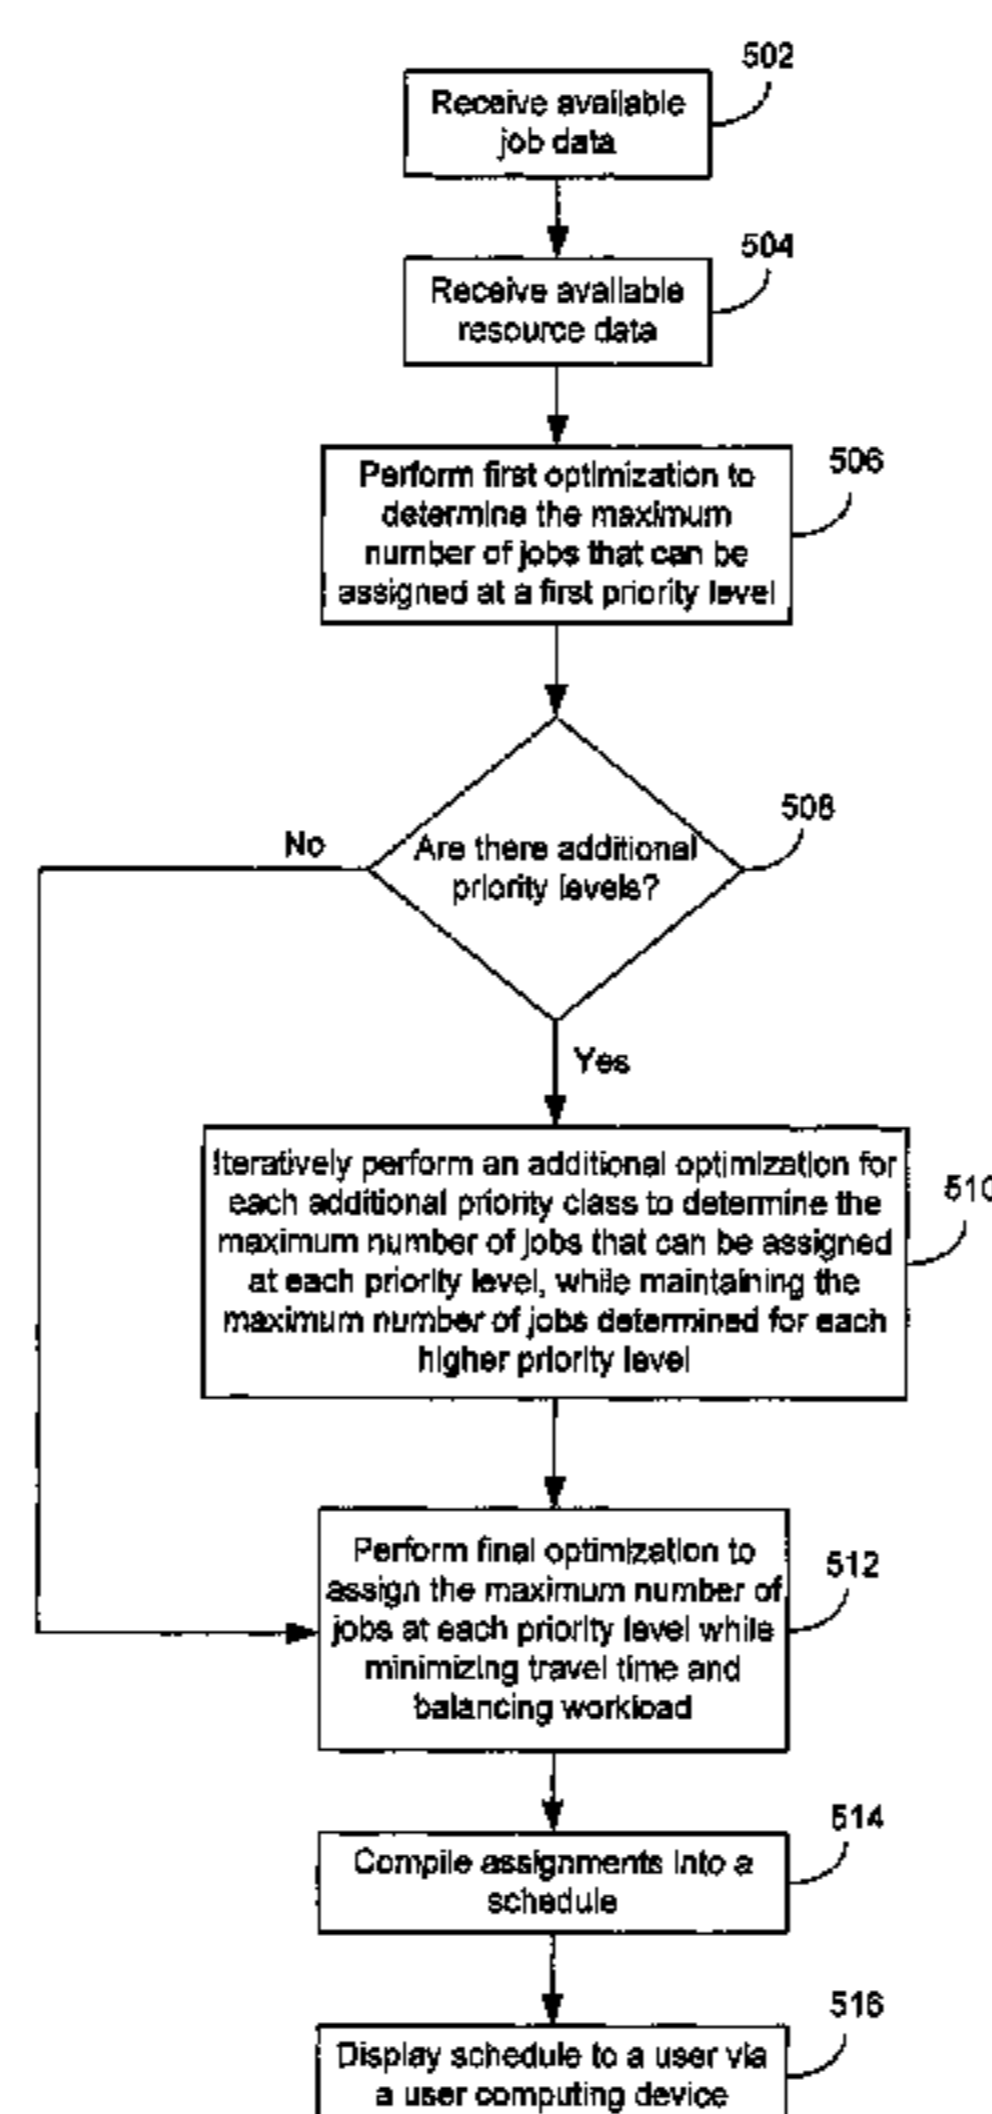 502
Receive available
job data
504
Receive available
resource data
506
Perform first optimization to
determine the maximum
number of jobs that can be
assigned at a first priority level
508
No
Are there additional
priority levels?
Yes
Iteratively perform an additional optimization for
each additional priority class to determine the
maximum number of jobs that can be assigned
at each priority level, while maintaining the
maximum number of jobs determined for each
higher priority level
510
Perform final optimization to
assign the maximum number of
jobs at each priority level while
minimizing travel time and
balancing workload
512
514
Compile assignments into a
schedule
516
Display schedule to a user via
a user computing device